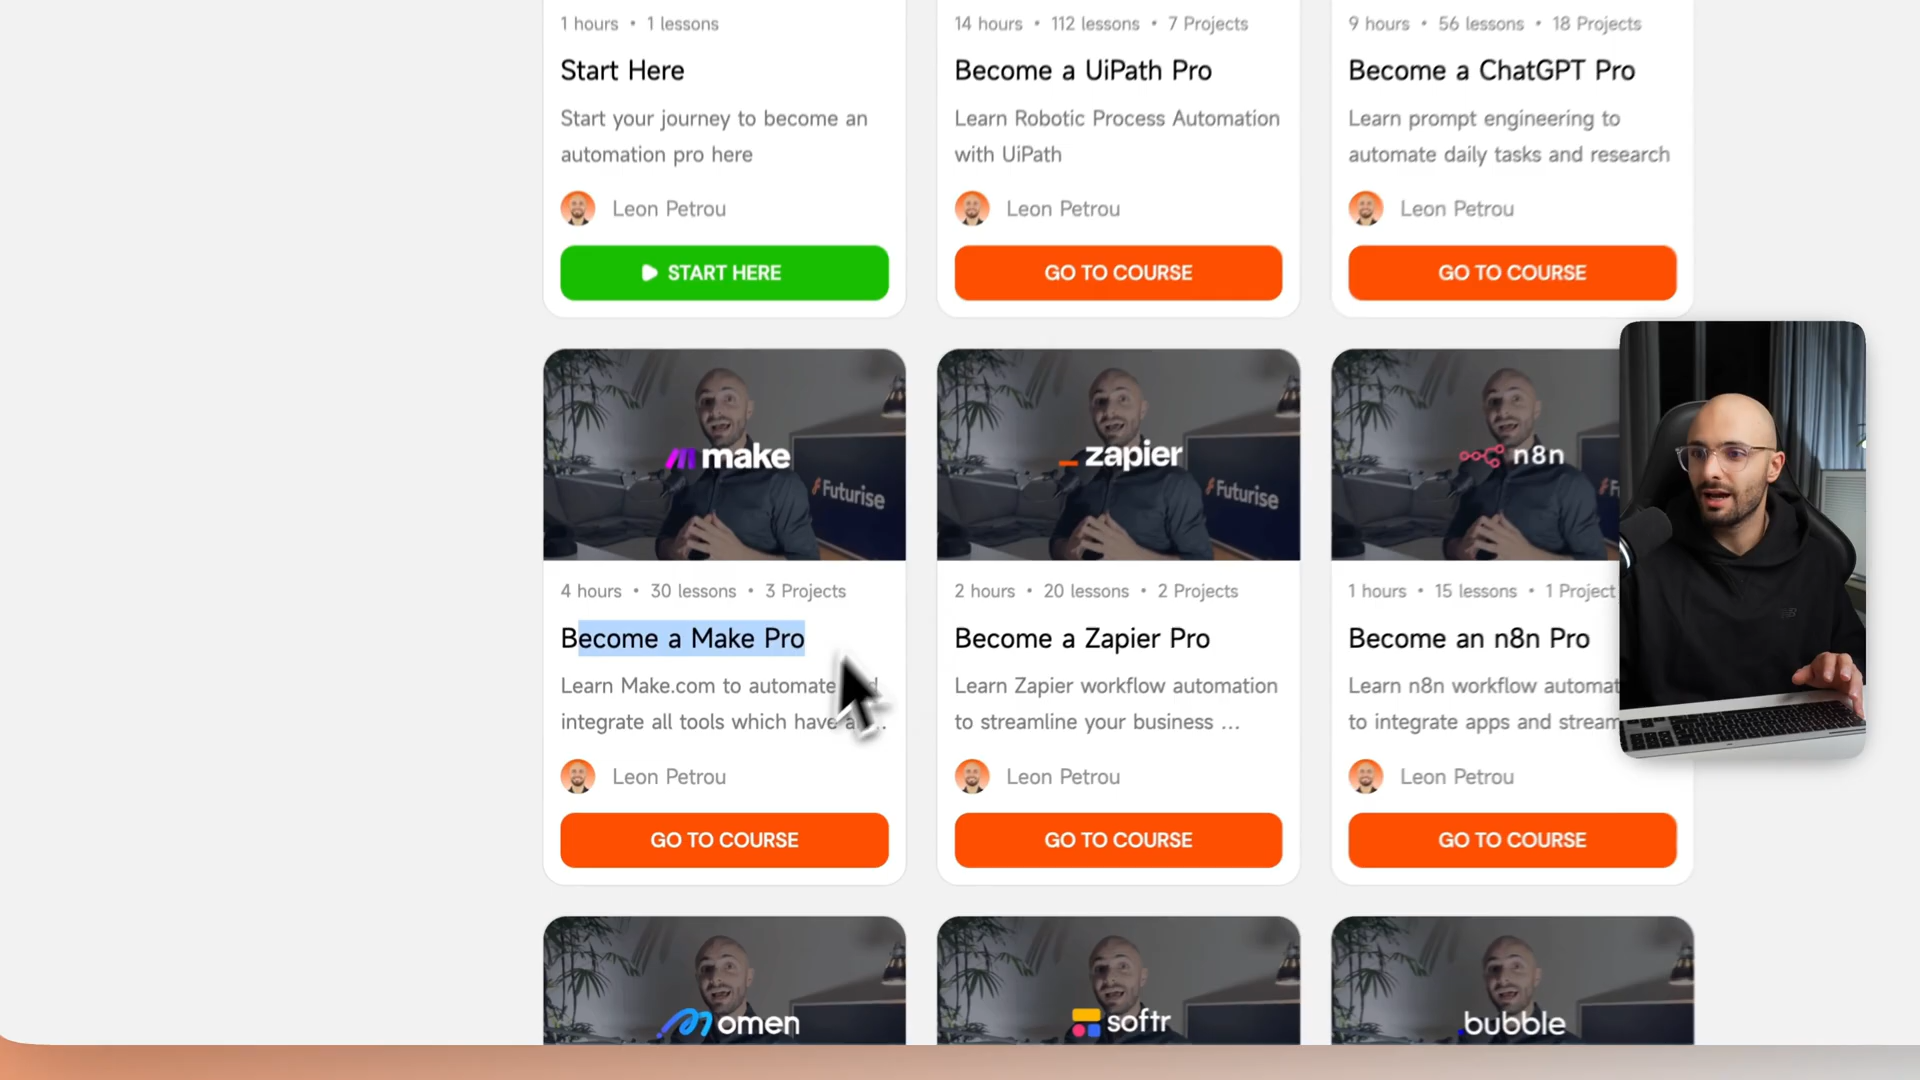 1 hours • 1 lessons
Start Here
Start your journey to become an
automation pro here
Leon Petrou
START HERE
14 hours • 112 lessons • 7 Projects
Become a UiPath Pro
Learn Robotic Process Automation
with UiPath
Leon Petrou
GO TO COURSE
9 hours • 56 lessons • 18 Projects
Become a ChatGPT Pro
Learn prompt engineering to
automate daily tasks and research
Leon Petrou
GO TO COURSE
make
Futurise
4 hours • 30 lessons • 3 Projects
Become a Make Pro
Learn Make.com to automate
integrate all tools which have
Leon Petrou
GO TO COURSE
zapier
Futurise
2 hours • 20 lessons • 2 Projects
Become a Zapier Pro
Learn Zapier workflow automation
to streamline your business ...
Leon Petrou
GO TO COURSE
n8n
1 hours • 15 lessons • 1 Project
Become an n8n Pro
Learn n8n workflow automat
to integrate apps and stream
Leon Petrou
GO TO COURSE
omen
softr
bubble